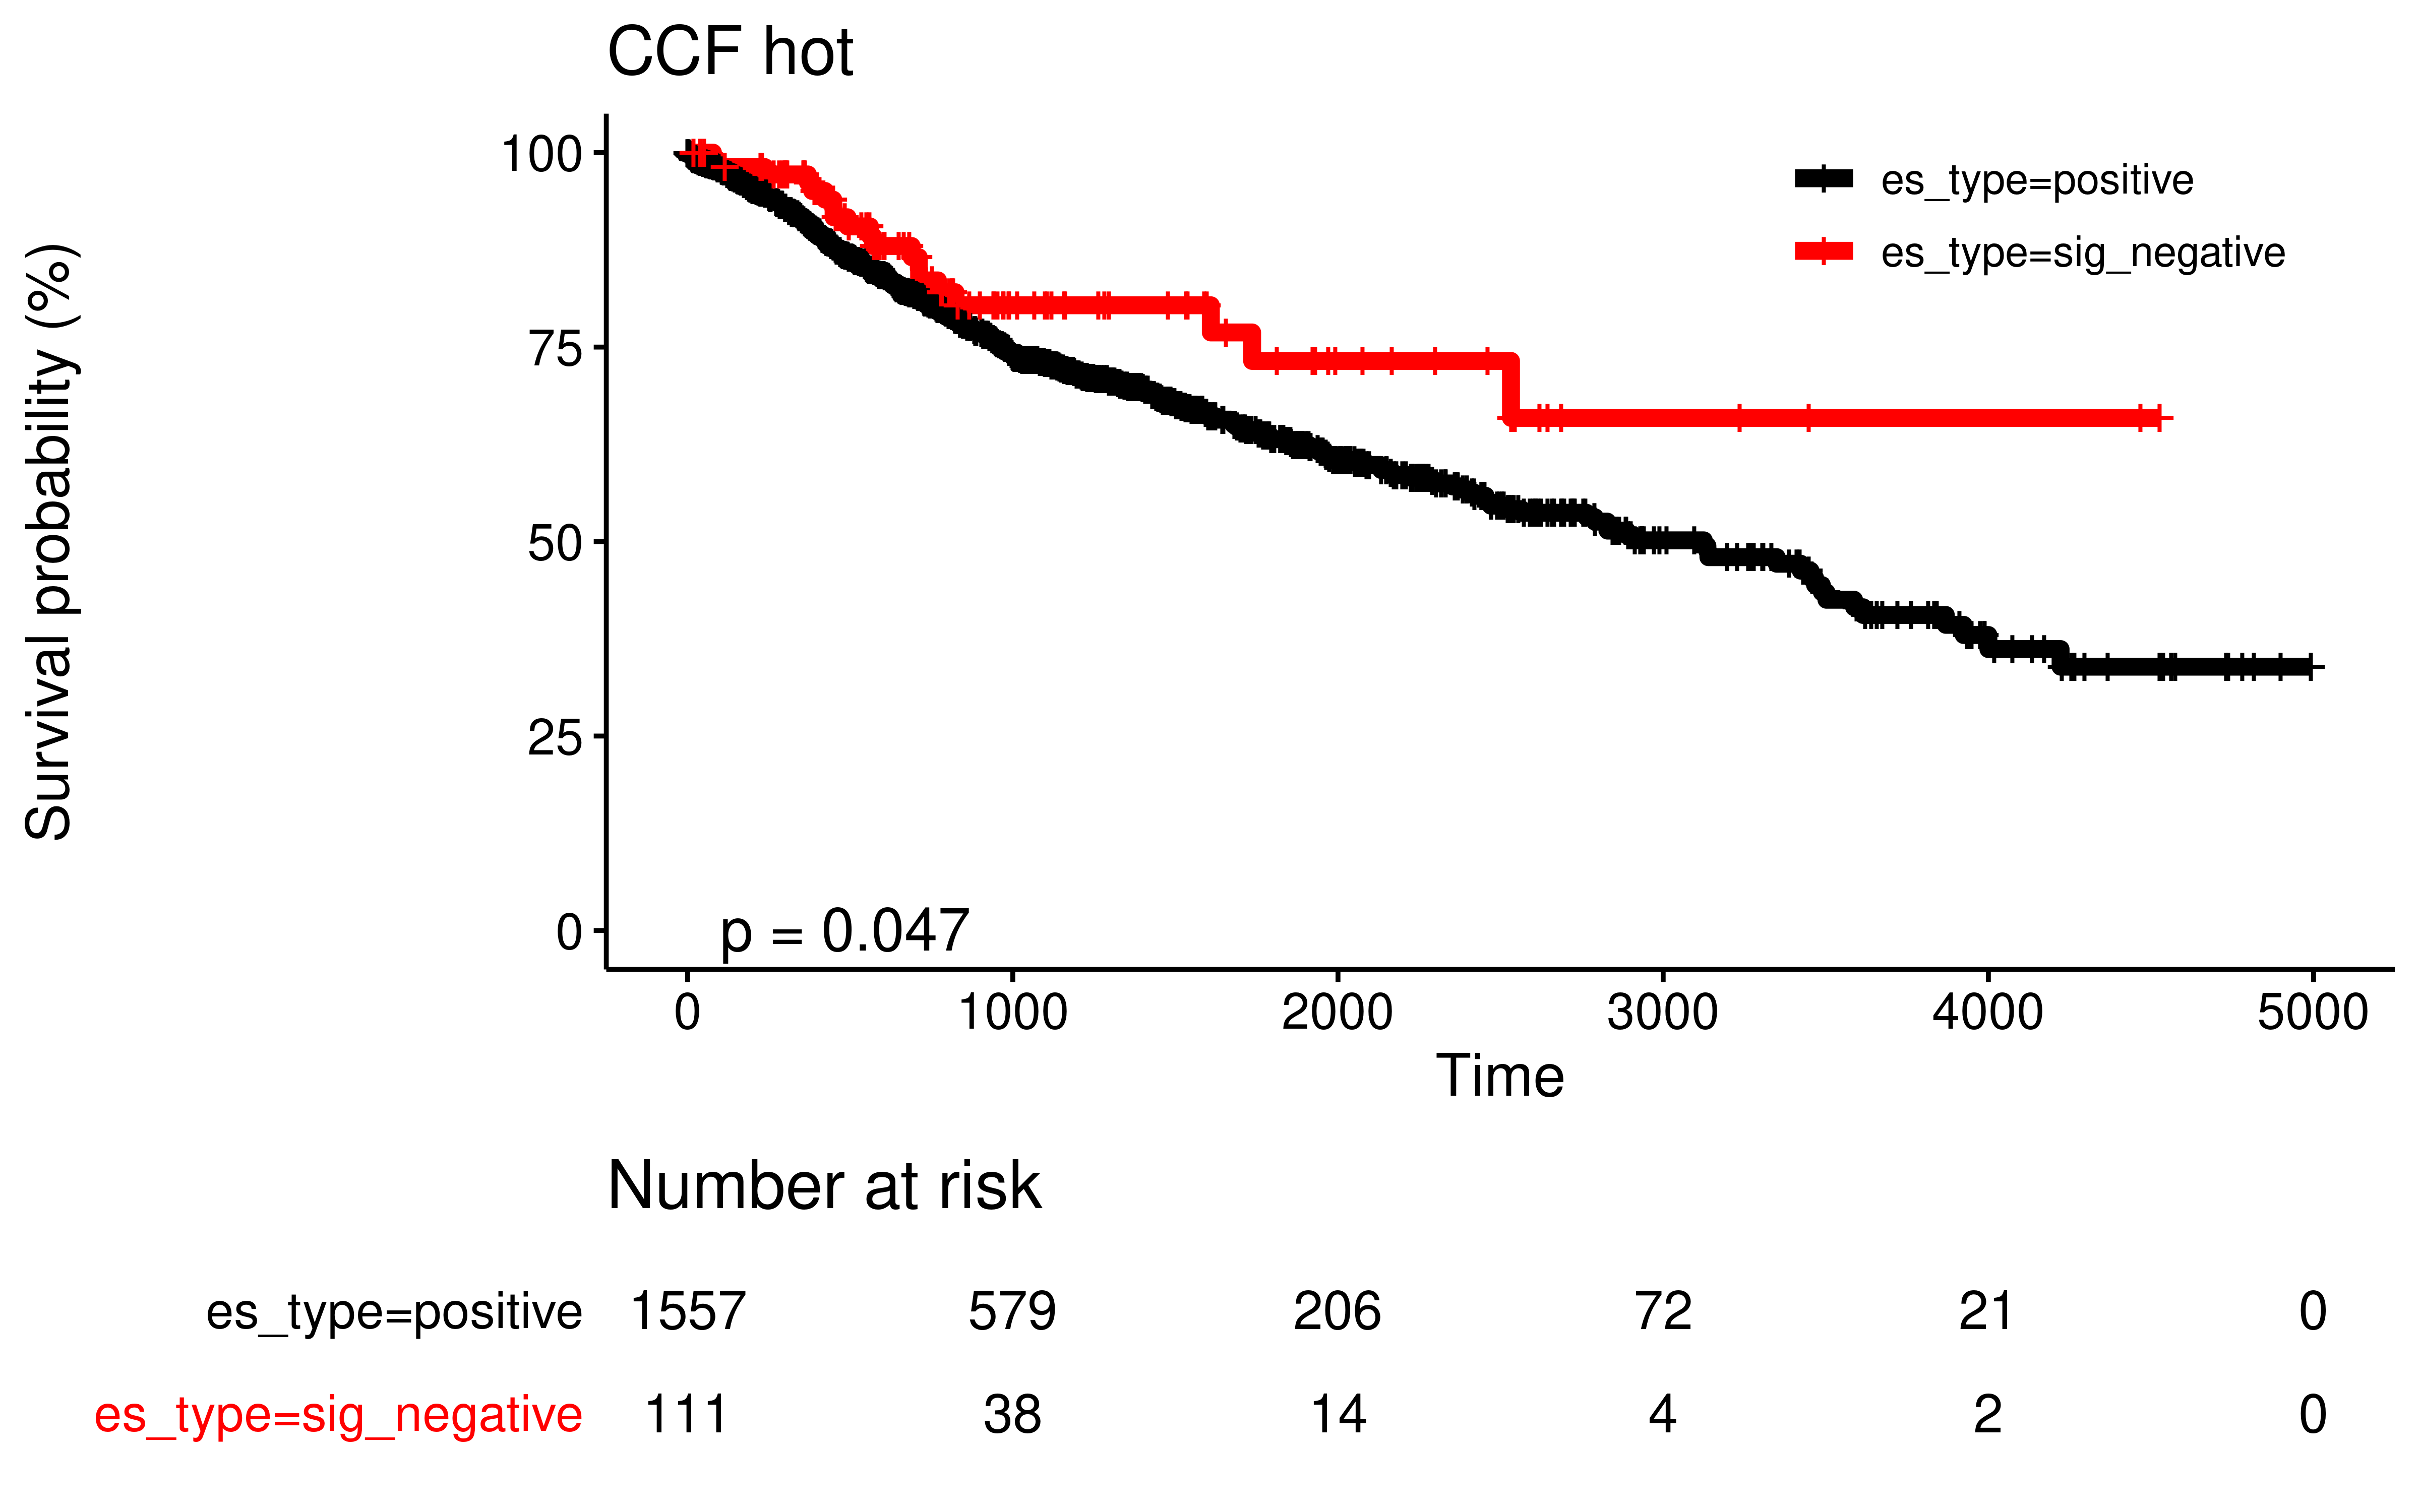 CCF hot
Survival probability (%)
100
75
50
25
0
es_type=positive
es_type=sig_negative
p = 0.047
0 1000 2000 3000 4000 5000
Time
Number at risk
es_type=positive 1557 579 206 72 21 0
es_type=sig_negative 111 38 14 4 2 0